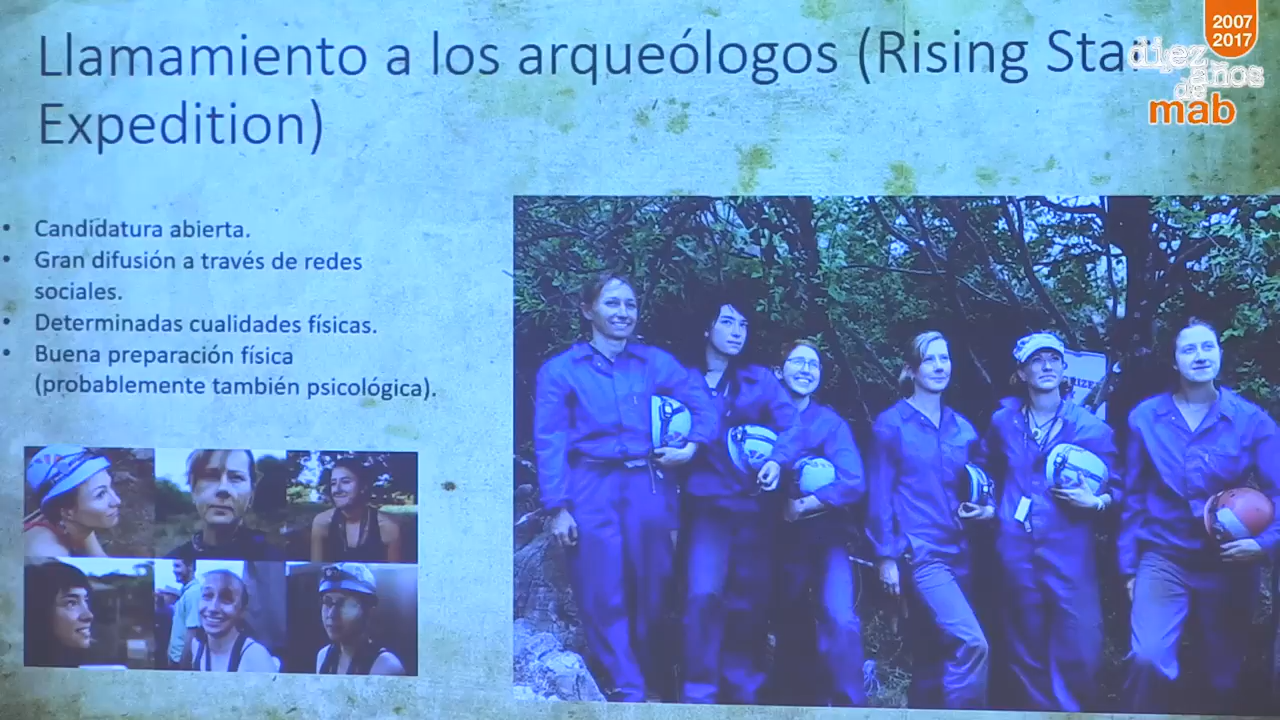 Llamamiento a los arqueólogos (Rising Star
Expedition)
2007
2017
diez
años
de
mab
• Candidatura abierta.
• Gran difusión a través de redes
sociales.
• Determinadas cualidades físicas.
• Buena preparación física
(probablemente también psicológica).